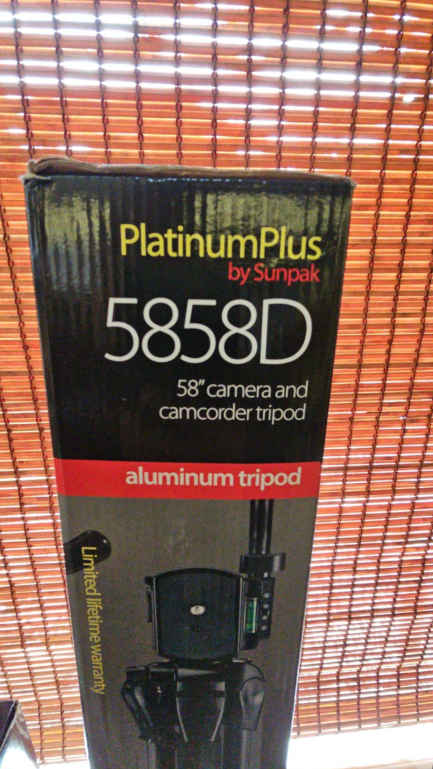 PlatinumPlus
by Sunpak
5858D
58" camera and
camcorder tripod
aluminum tripod
Limited lifetime warranty